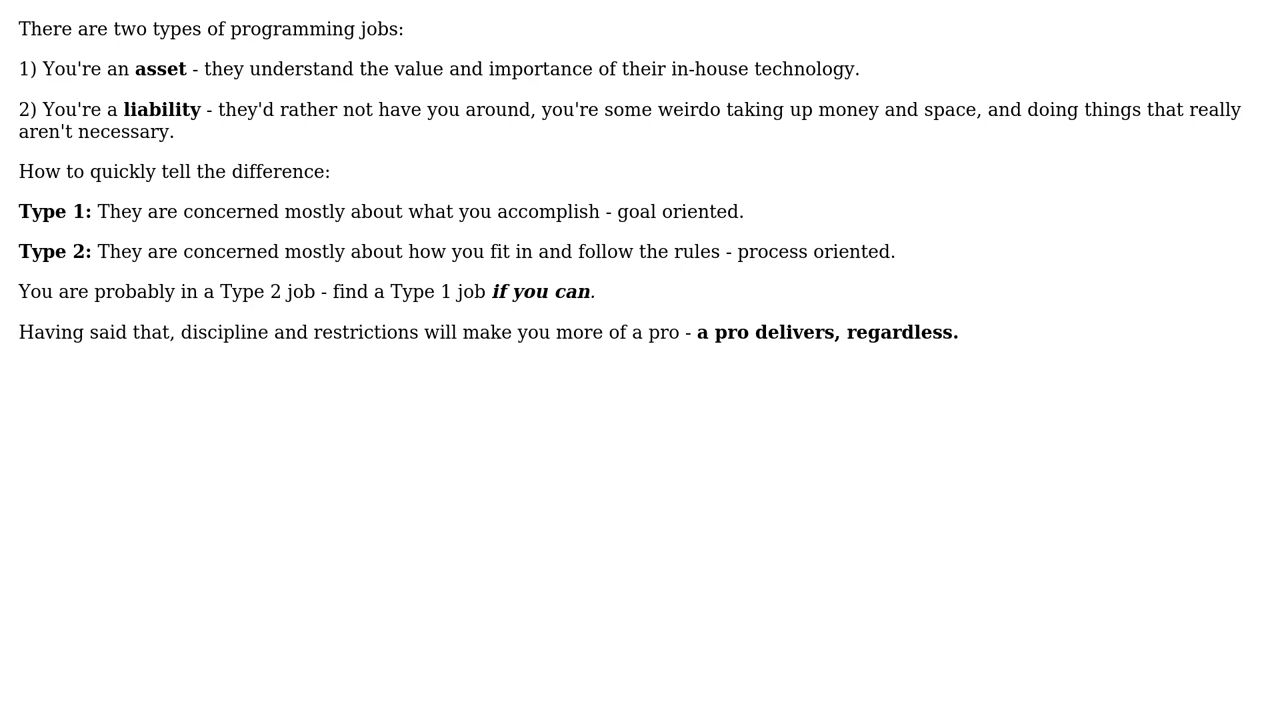 There are two types of programming jobs:
1) You're an asset - they understand the value and importance of their in-house technology.
2) You're a liability - they'd rather not have you around, you're some weirdo taking up money and space, and doing things that really
aren't necessary.
How to quickly tell the difference:
Type 1: They are concerned mostly about what you accomplish - goal oriented.
Type 2: They are concerned mostly about how you fit in and follow the rules - process oriented.
You are probably in a Type 2 job - find a Type 1 job if you can.
Having said that, discipline and restrictions will make you more of a pro - a pro delivers, regardless.